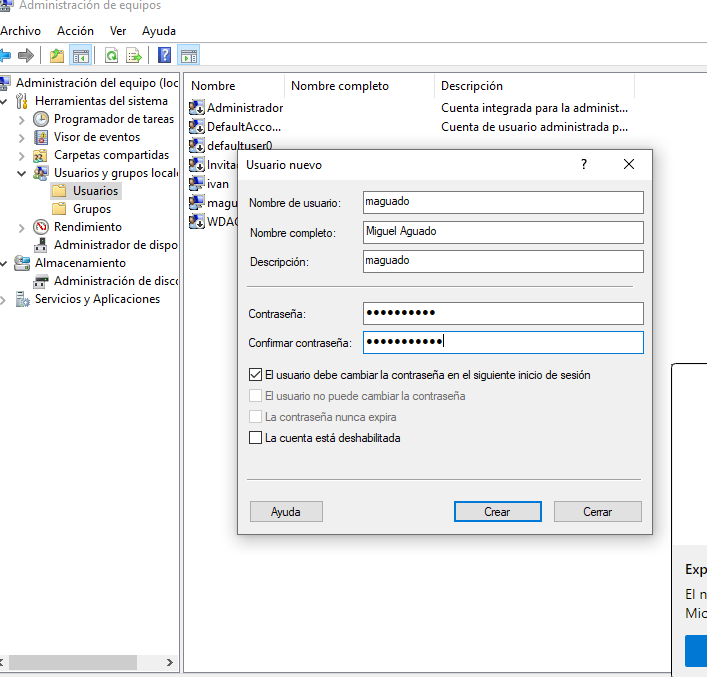 Administración de equipos
Archivo Acción Ver Ayuda
Administración del equipo (loc
Herramientas del sistema
Programador de tareas
Visor de eventos
Carpetas compartidas
Usuarios y grupos locale
Usuarios
Grupos
Rendimiento
Administrador de dispo
Almacenamiento
Administración de disco
Servicios y Aplicaciones
Nombre Nombre completo Descripción
Administrador Cuenta integrada para la administ...
DefaultAcco... Cuenta de usuario administrada p...
defaultuser0
Invita
ivan
magu
WDAG
Usuario nuevo ?
Nombre de usuario: maguado
Nombre completo: Miguel Aguado
Descripción: maguado
Contraseña: ●●●●●●●●●●
Confirmar contraseña: ●●●●●●●●●●●
El usuario debe cambiar la contraseña en el siguiente inicio de sesión
El usuario no puede cambiar la contraseña
La contraseña nunca expira
La cuenta está deshabilitada
Ayuda Crear Cerrar
Exp
El n
Mic